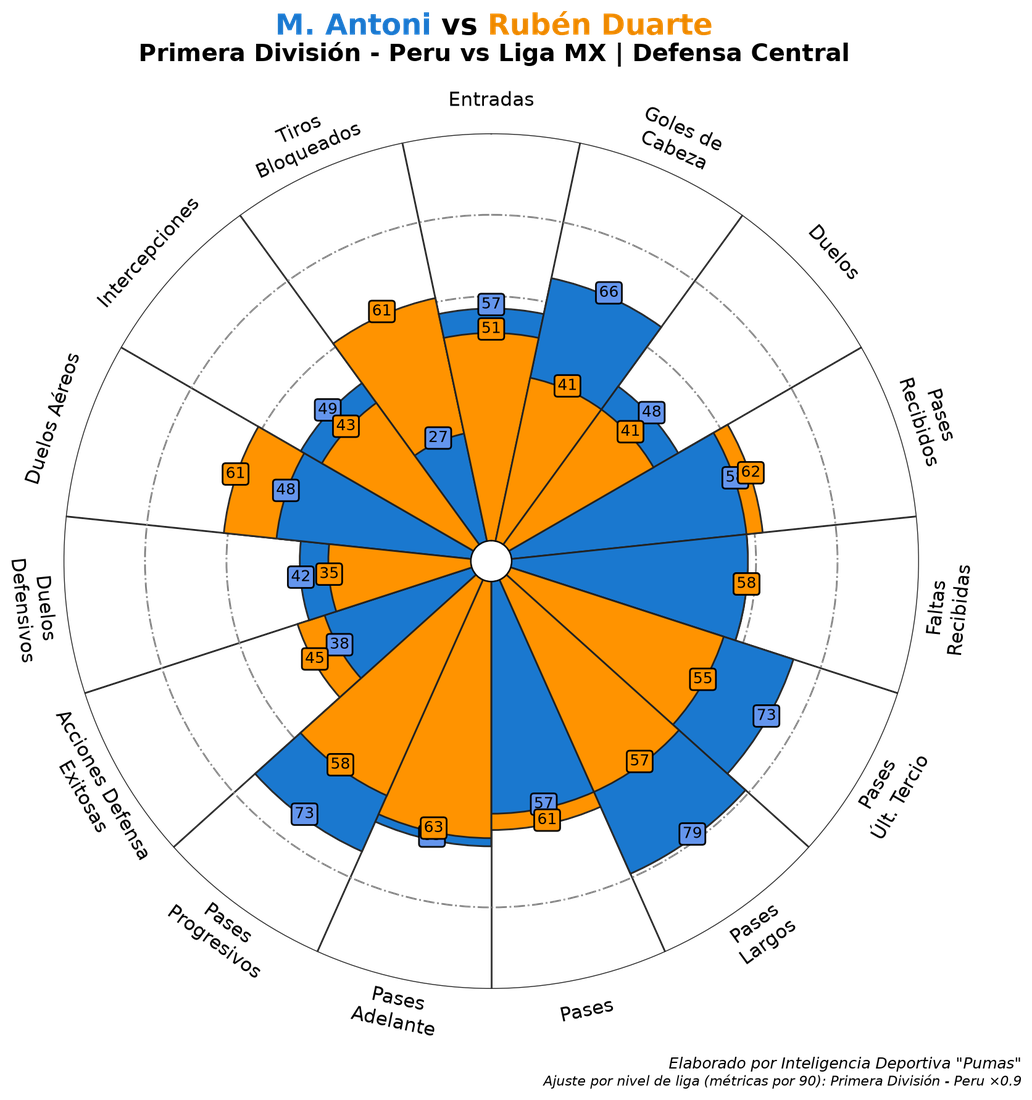 M. Antoni vs Rubén Duarte
Primera División - Peru vs Liga MX | Defensa Central
Entradas
Goles de
Cabeza
Duelos
Pases
Recibidos
Faltas
Recibidas
Pases
Últ. Tercio
Pases
Largos
Pases
Pases
Adelante
Pases
Progresivos
Acciones Defensa
Exitosas
Duelos
Defensivos
Duelos Aéreos
Intercepciones
Tiros
Bloqueados
57
51
66
41
48
41
62
58
73
55
79
57
57
61
63
73
58
38
45
42
35
48
61
49
43
27
61
Elaborado por Inteligencia Deportiva "Pumas"
Ajuste por nivel de liga (métricas por 90): Primera División - Peru ×0.9